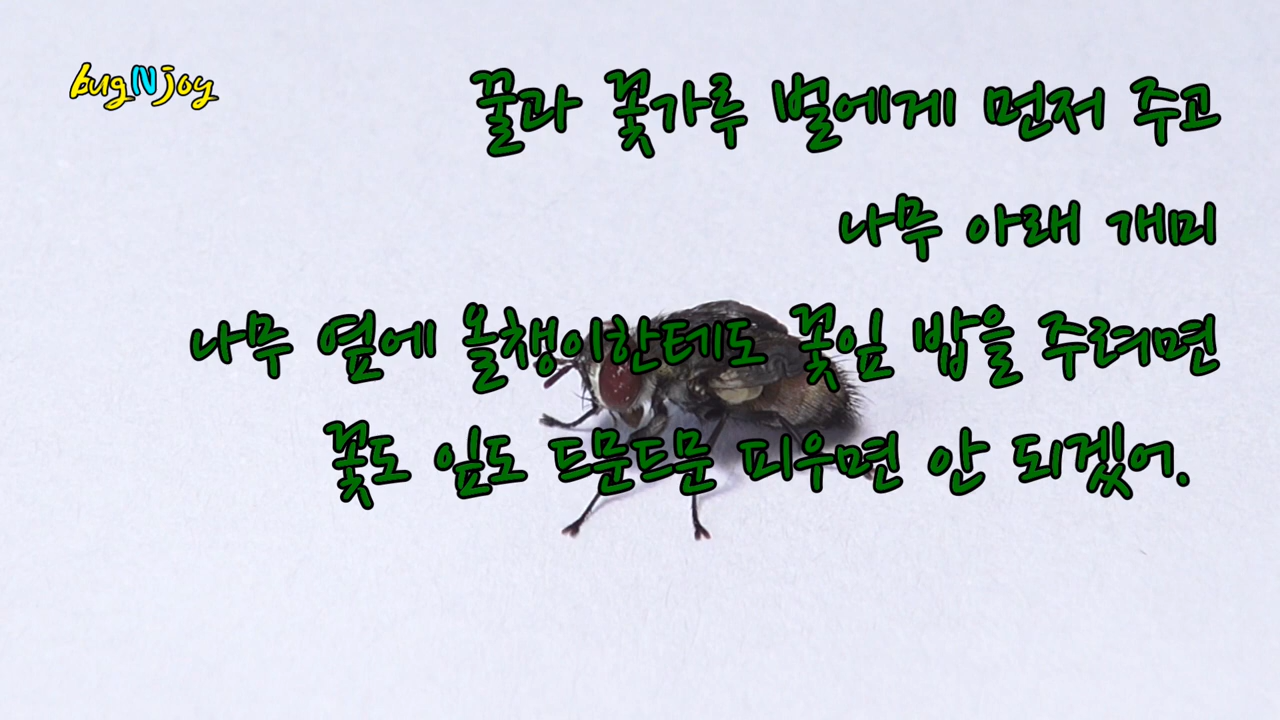 bugNjoy
꿀과 꽃가루 벌에게 먼저 주고
나무 아래 개미
나무 옆에 올챙이한테도 꽃잎 밥을 주려면
꽃도 잎도 드문드문 피우면 안 되겠어.